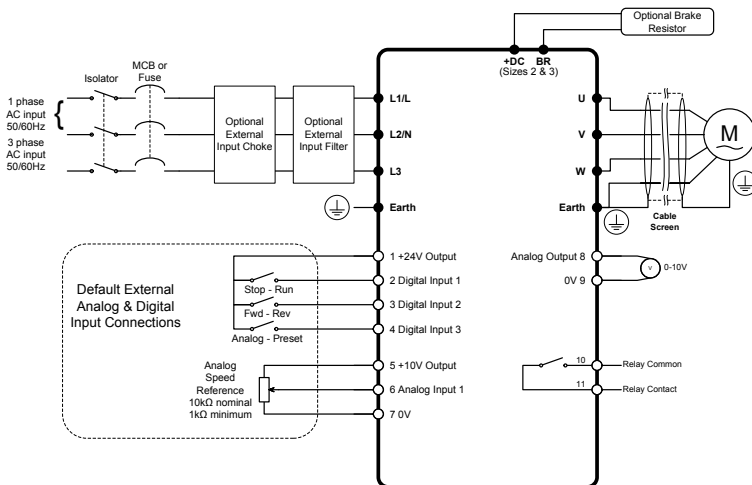 Optional Brake
Resistor
+DC BR
(Sizes 2 & 3)
MCB or
Fuse
Isolator
1 phase
AC input
50/60Hz
3 phase
AC input
50/60Hz
Optional
External
Input Choke
Optional
External
Input Filter
L1/L
L2/N
L3
Earth
U
V
W
Earth
M
Cable
Screen
Default External
Analog & Digital
Input Connections
1 +24V Output
2 Digital Input 1
Stop - Run
3 Digital Input 2
Fwd - Rev
4 Digital Input 3
Analog - Preset
Analog
Speed
Reference
10kΩ nominal
1kΩ minimum
5 +10V Output
6 Analog Input 1
7 0V
Analog Output 8
V
0-10V
0V 9
10
Relay Common
11
Relay Contact